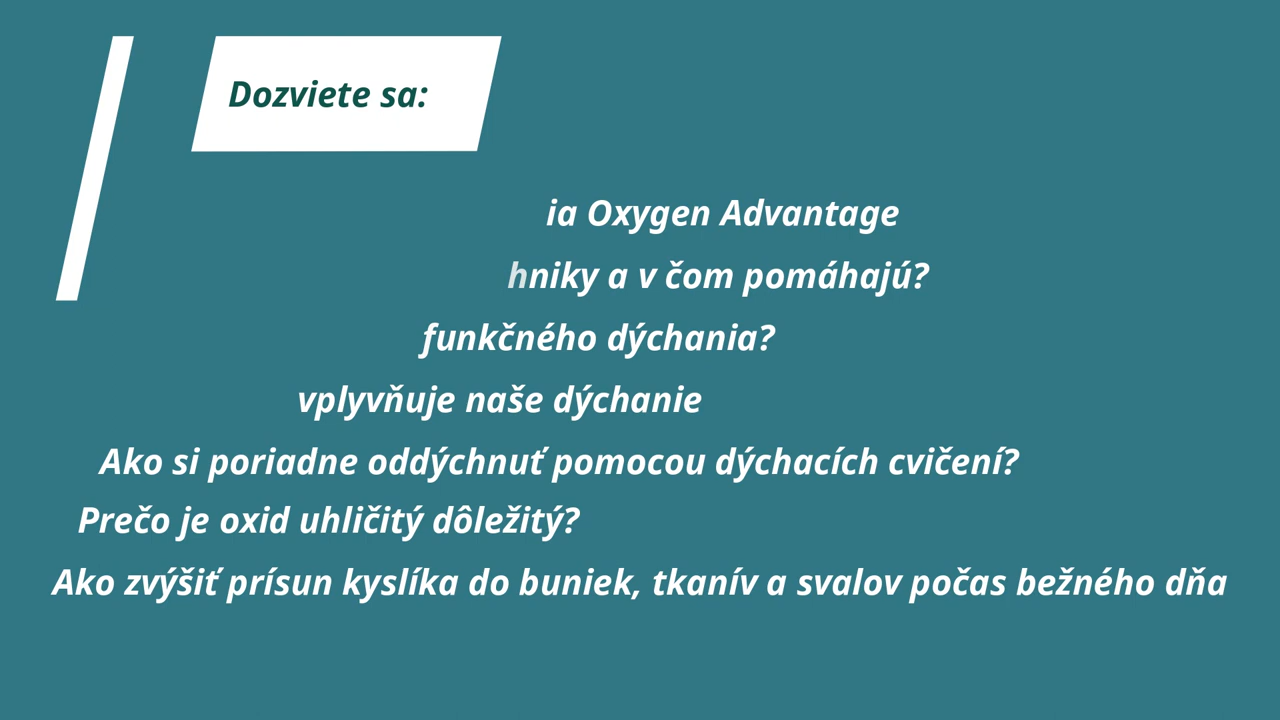 Dozviete sa:
ia Oxygen Advantage
hniky a v čom pomáhajú?
funkčného dýchania?
vplyvňuje naše dýchanie
Ako si poriadne oddýchnuť pomocou dýchacích cvičení?
Prečo je oxid uhličitý dôležitý?
Ako zvýšiť prísun kyslíka do buniek, tkanív a svalov počas bežného dňa